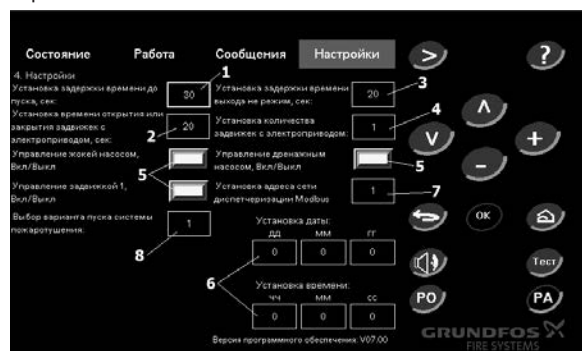 Состояние Работа Сообщения Настройки
4. Настройки
Установка задержки времени до
пуска, сек:
30
1
Установка задержки времени
выхода не режим, сек:
20
3
Установка времени открытия или
закрытия задвижек с
электроприводом, сек:
2
20
Установка количества
задвижек с электроприводом:
1
4
Управление жокей насосом,
Вкл/Выкл
5
Управление дренажным
насосом, Вкл/Выкл
5
Управление задвижкой 1,
Вкл/Выкл
Установка адреса сети
диспетчеризации Modbus
1
7
Выбор варианта пуска системы
пожаротушения:
1
8
Установка даты:
дд мм гг
0 0 0
6
Установка времени:
чч мм сс
0 0 0
Версия программного обеспечения: V07.00
> ?
Λ
V +
-
OK
Тест
РО РА
GRUNDFOS
FIRE SYSTEMS